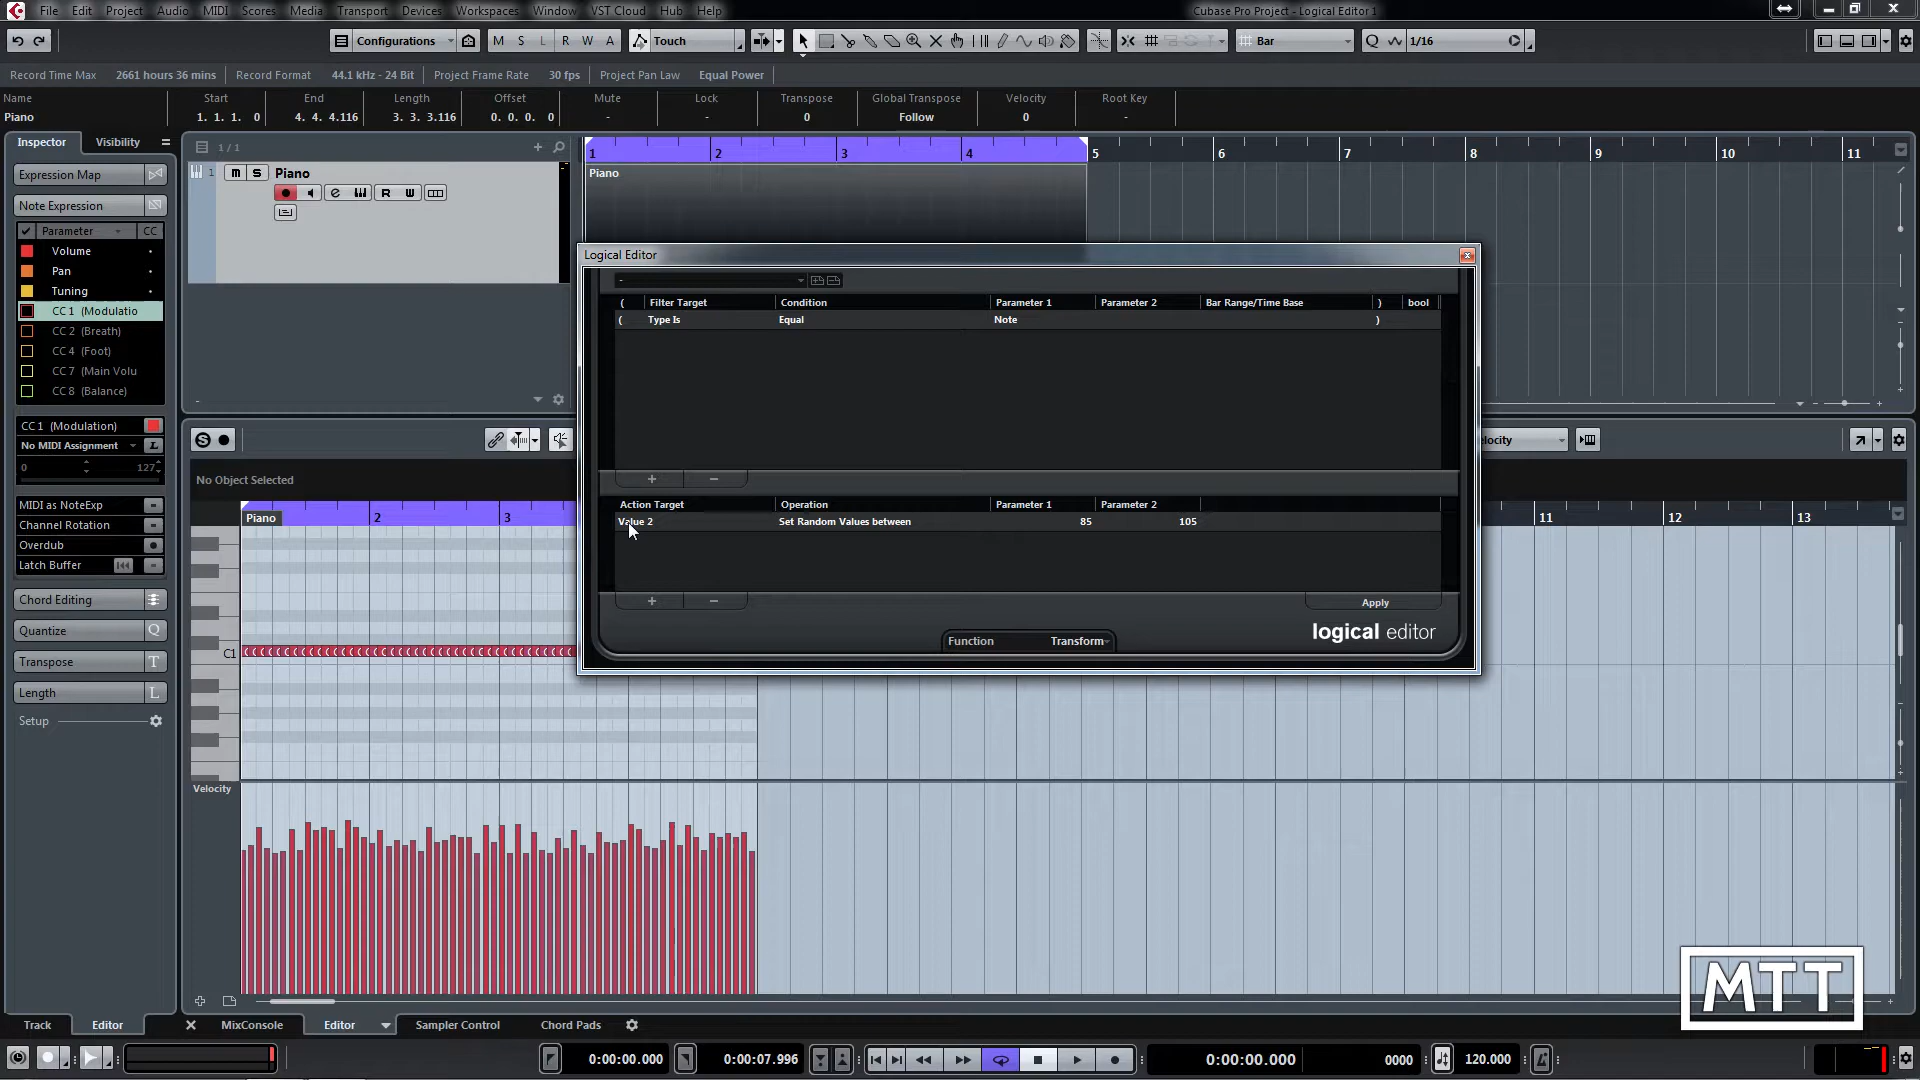 File Edit Project Audio MIDI Scores Media Transport Devices Workspaces Window VST Cloud Hub Help
Cubase Pro Project - Logical Editor 1
Configurations M S L R W A Touch Bar Q 1/16
Record Time Max 2661 hours 36 mins Record Format 44.1 kHz - 24 Bit Project Frame Rate 30 fps Project Pan Law Equal Power
Name Start End Length Offset Mute Lock Transpose Global Transpose Velocity Root Key
Piano 1. 1. 1. 0 4. 4. 4.116 3. 3. 3.116 0. 0. 0. 0 - - 0 Follow 0 -
Inspector Visibility
1 / 1
1 2 3 4 5 6 7 8 9 10 11
Expression Map
1 M S Piano
Piano
R W
Note Expression
Parameter CC
Volume
Pan
Tuning
CC 1 (Modulatio
CC 2 (Breath)
CC 4 (Foot)
CC 7 (Main Volu
CC 8 (Balance)
CC 1 (Modulation)
No MIDI Assignment L
0 127
MIDI as NoteExp
Channel Rotation
Overdub
Latch Buffer
Chord Editing
Quantize Q
Transpose T
Length L
Setup
Logical Editor
-
( Filter Target Condition Parameter 1 Parameter 2 Bar Range/Time Base ) bool
( Type Is Equal Note )
+ −
Action Target Operation Parameter 1 Parameter 2
Value 2 Set Random Values between 85 105
+ −
Apply
logical editor
Function Transform
S
elocity
No Object Selected
Piano 2 3 11 12 13
C1
Velocity
MTT
Track Editor MixConsole Editor Sampler Control Chord Pads
0:00:00.000 0:00:07.996 0:00:00.000 0000 120.000